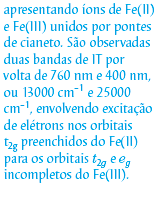 apresentando íons de Fe(II)
e Fe(III) unidos por pontes
de cianeto. São observadas
duas bandas de IT por
volta de 760 nm e 400 nm,
ou 13000 cm⁻¹ e 25000
cm⁻¹, envolvendo excitação
de elétrons nos orbitais
τ₂g preenchidos do Fe(II)
para os orbitais t₂g e eg
incompletos do Fe(III).